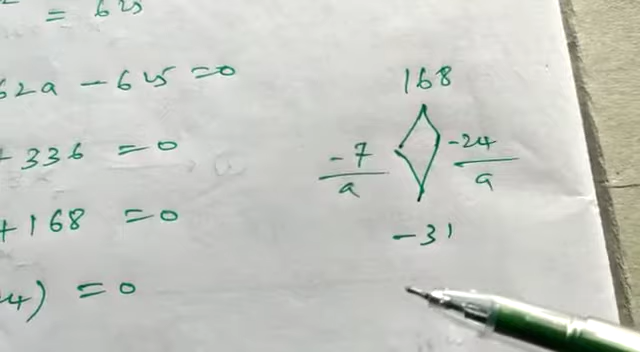 = 625
62a - 625 = 0
+ 336 = 0
+ 168 = 0
4) = 0
168
-7/a -24/a
-31